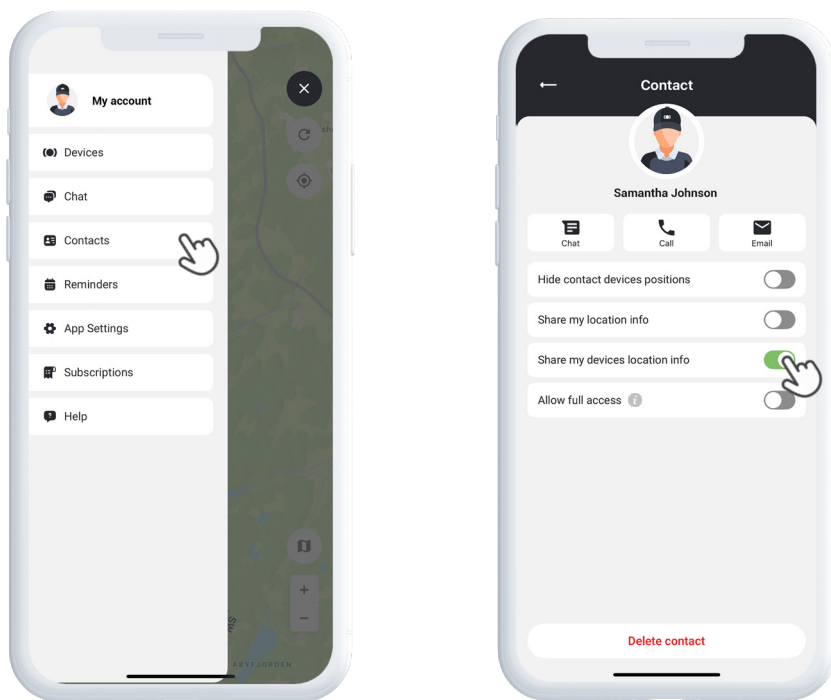 My account
Devices
Chat
Contacts
Reminders
App Settings
Subscriptions
Help
Contact
Samantha Johnson
Chat
Call
Email
Hide contact devices positions
Share my location info
Share my devices location info
Allow full access
Delete contact